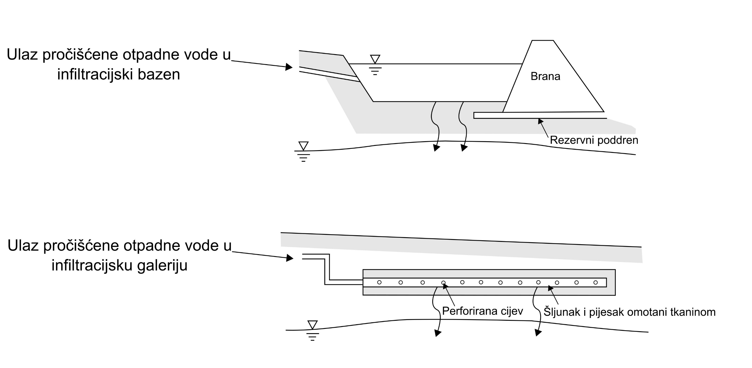 Ulaz pročišćene otpadne vode u
infiltracijski bazen
Brana
Rezervni poddren
Ulaz pročišćene otpadne vode u
infiltracijsku galeriju
Perforirana cijev
Šljunak i pijesak omotani tkaninom